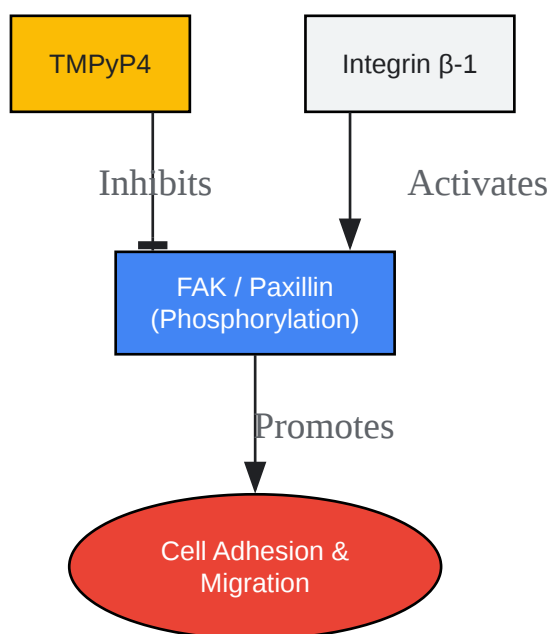 TMPyP4
Integrin β-1
Inhibits
Activates
FAK / Paxillin
(Phosphorylation)
Promotes
Cell Adhesion &
Migration